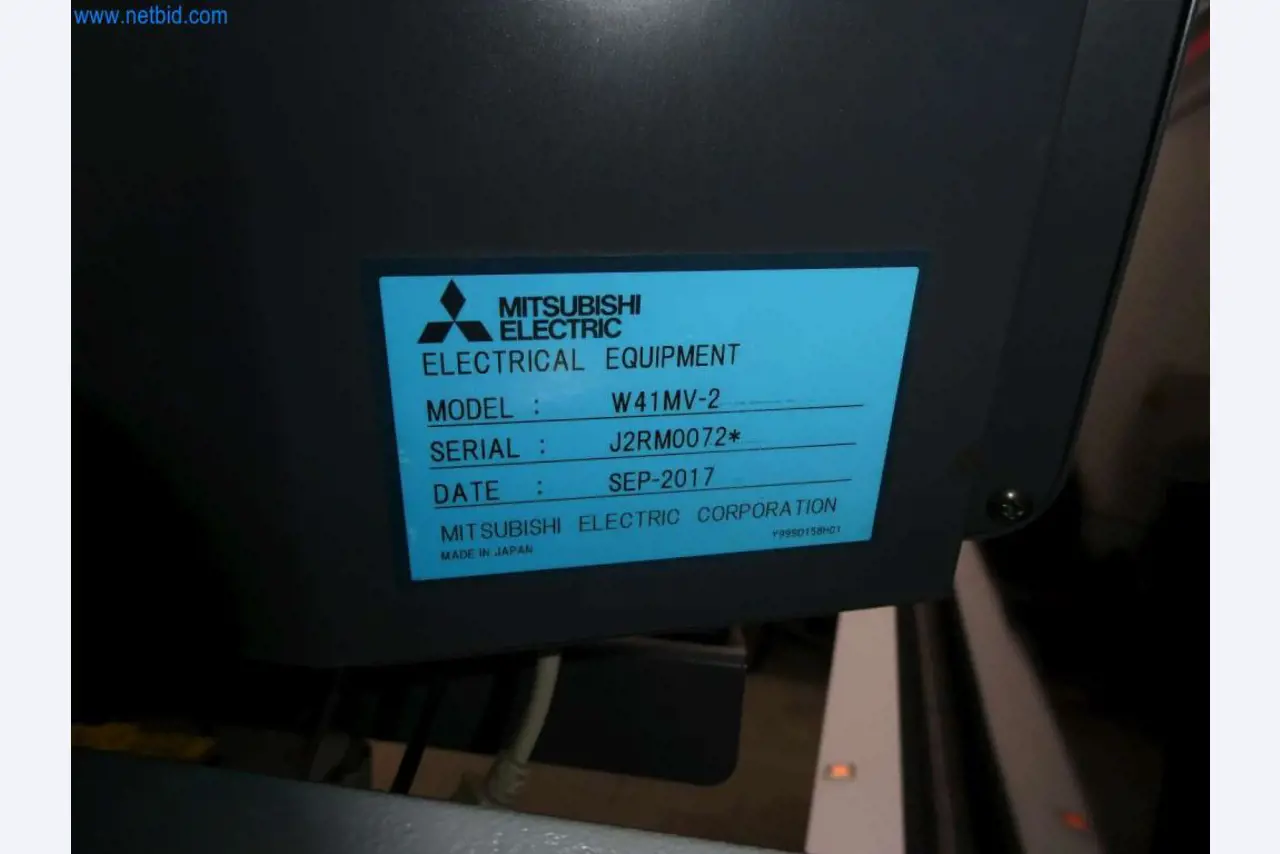 www.netbid.com
MITSUBISHI
ELECTRIC
ELECTRICAL EQUIPMENT
MODEL : W41MV-2
SERIAL : J2RM0072*
DATE : SEP-2017
MITSUBISHI ELECTRIC CORPORATION
MADE IN JAPAN